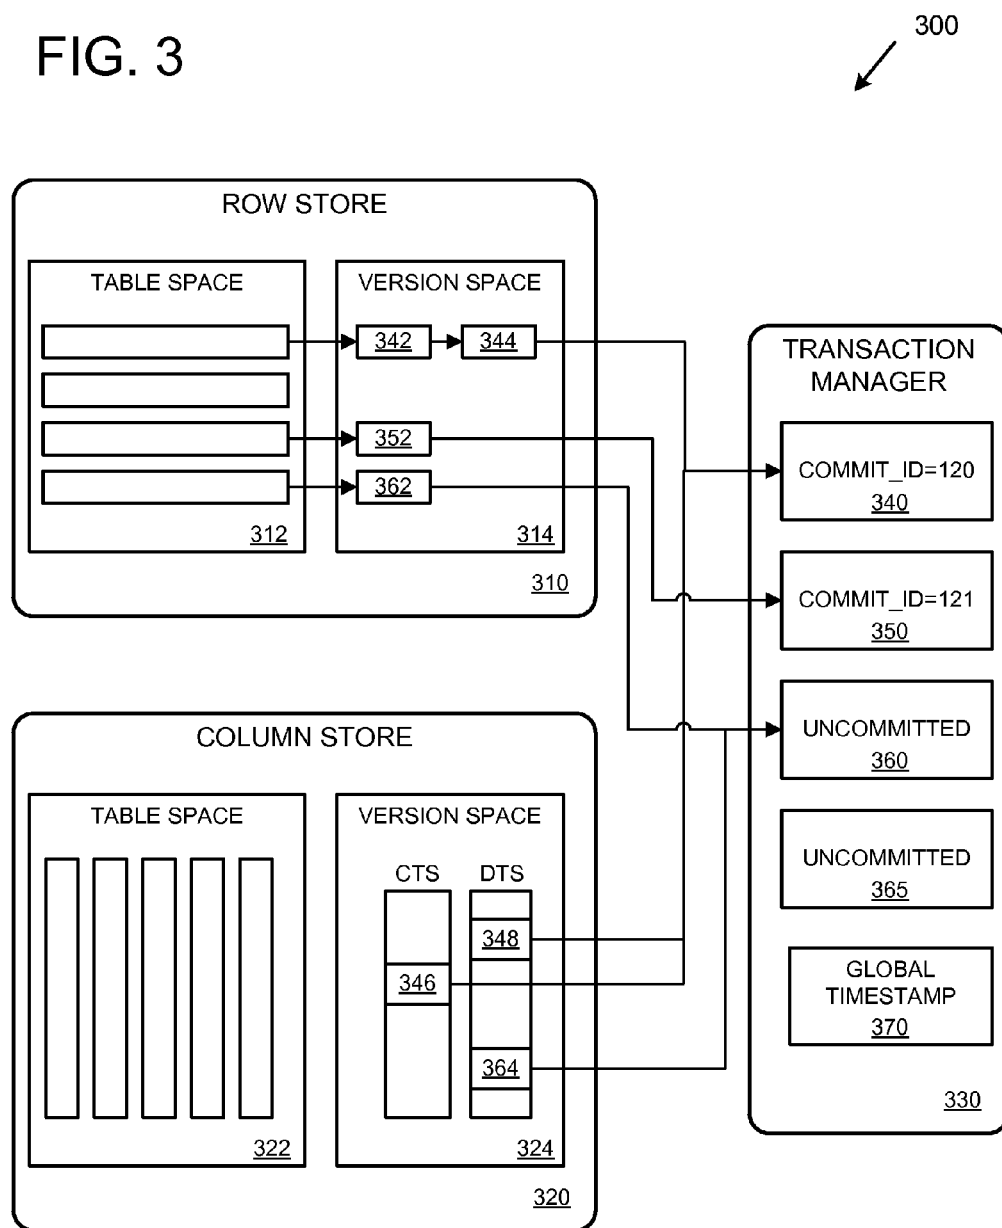 FIG. 3
300
ROW STORE
TABLE SPACE
VERSION SPACE
342
344
352
362
312
314
310
COLUMN STORE
TABLE SPACE
VERSION SPACE
CTS
DTS
348
346
364
322
324
320
TRANSACTION
MANAGER
COMMIT_ID=120
340
COMMIT_ID=121
350
UNCOMMITTED
360
UNCOMMITTED
365
GLOBAL
TIMESTAMP
370
330